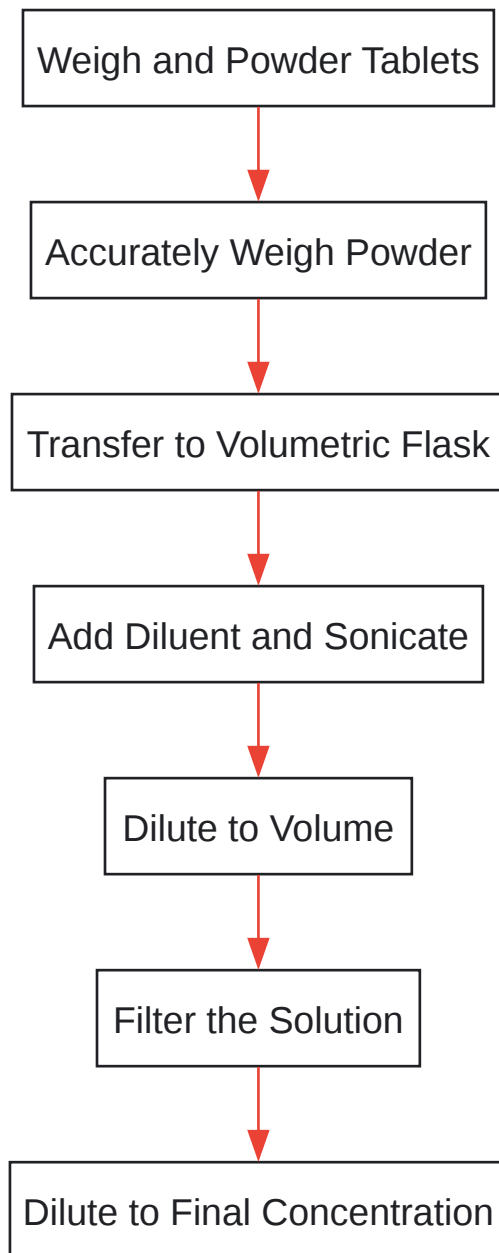 Weigh and Powder Tablets
Accurately Weigh Powder
Transfer to Volumetric Flask
Add Diluent and Sonicate
Dilute to Volume
Filter the Solution
Dilute to Final Concentration